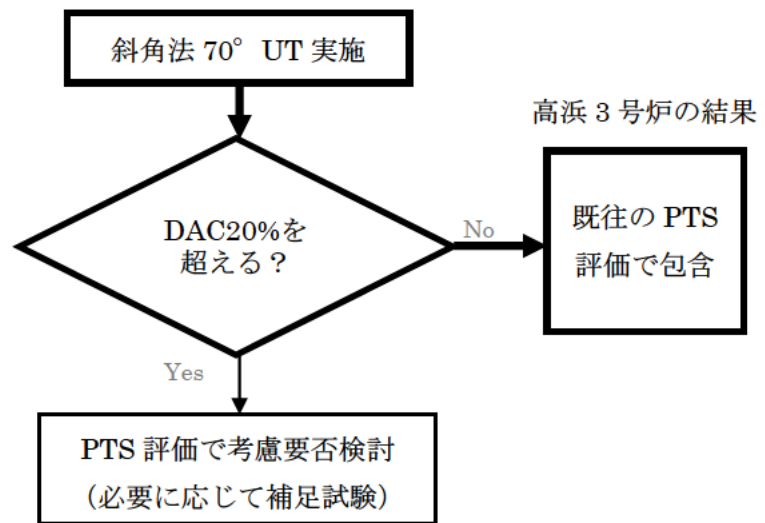 斜角法 70° UT 実施
高浜 3 号炉の結果
DAC20%を
超える？
No
既往の PTS
評価で包含
Yes
PTS 評価で考慮要否検討
（必要に応じて補足試験）